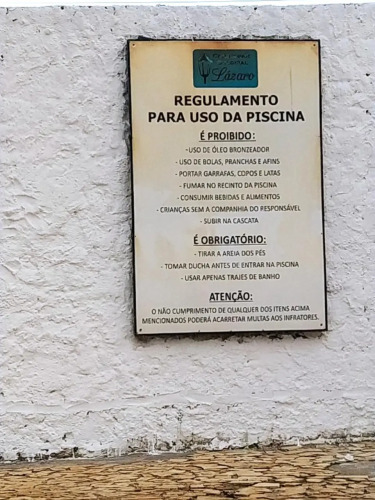 Lázaro
REGULAMENTO
PARA USO DA PISCINA
É PROIBIDO:
-USO DE ÓLEO BRONZEADOR
- USO DE BOLAS, PRANCHAS E AFINS
- PORTAR GARRAFAS, COPOS E LATAS
- FUMAR NO RECINTO DA PISCINA
- CONSUMIR BEBIDAS E ALIMENTOS
- CRIANÇAS SEM A COMPANHIA DO RESPONSÁVEL
- SUBIR NA CASCATA
É OBRIGATÓRIO:
- TIRAR A AREIA DOS PÉS
- TOMAR DUCHA ANTES DE ENTRAR NA PISCINA
- USAR APENAS TRAJES DE BANHO
ATENÇÃO:
O NÃO CUMPRIMENTO DE QUALQUER DOS ITENS ACIMA
MENCIONADOS PODERÁ ACARRETAR MULTAS AOS INFRATORES.